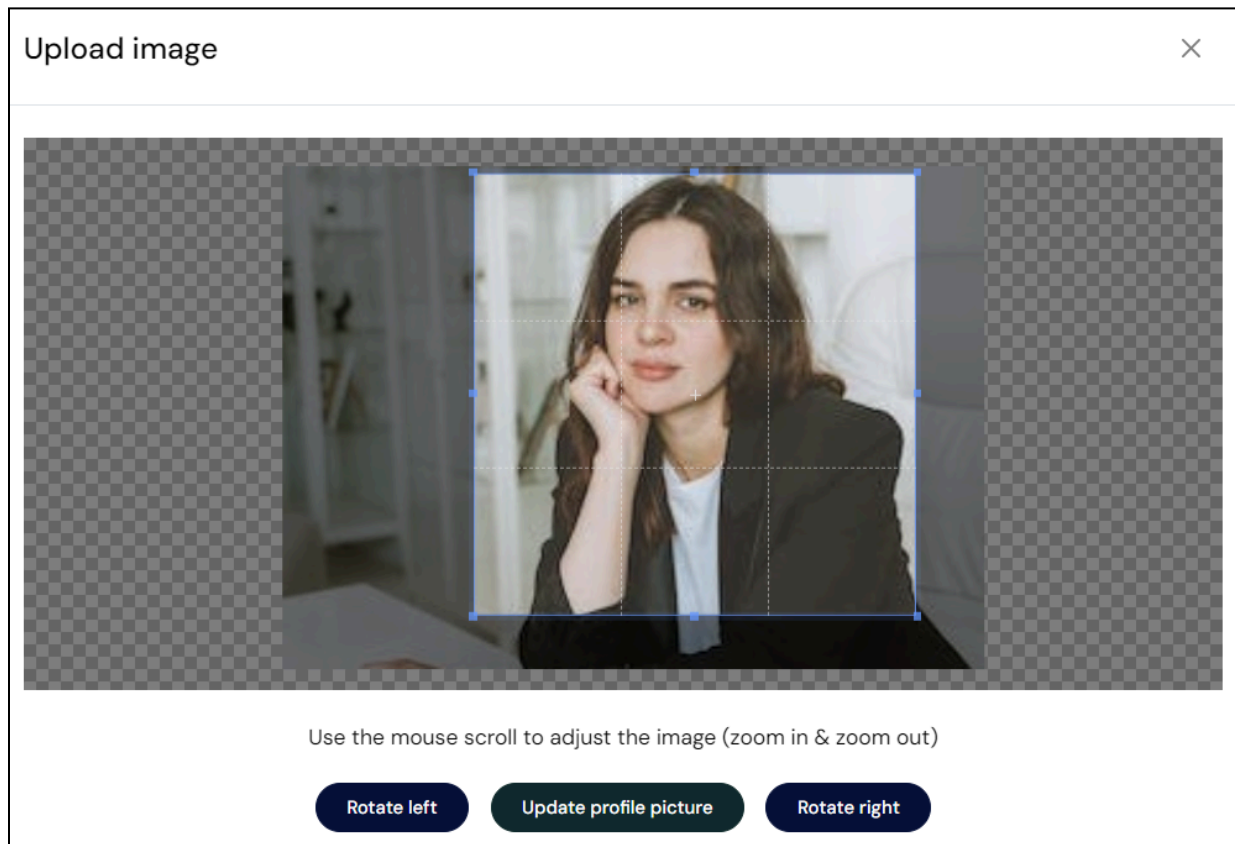 Upload image
Use the mouse scroll to adjust the image (zoom in & zoom out)
Rotate left
Update profile picture
Rotate right